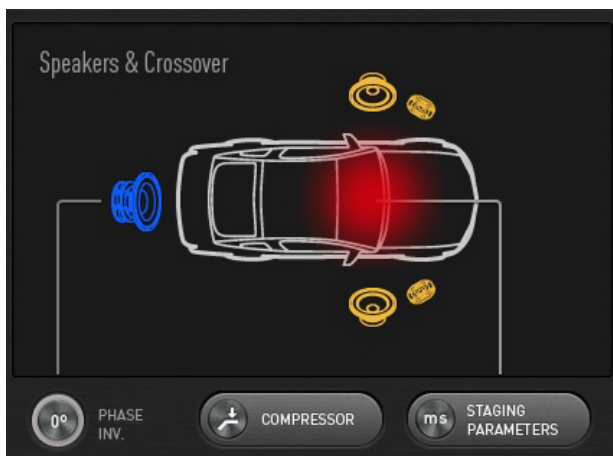 Speakers & Crossover
0°
PHASE
INV.
COMPRESSOR
ms
STAGING
PARAMETERS